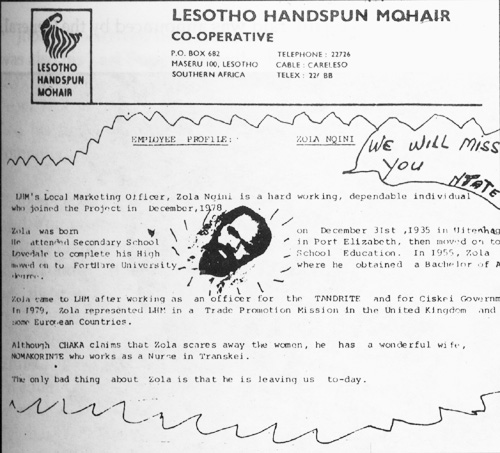 LESOTHO HANDSPUN MOHAIR
CO-OPERATIVE
P.O. BOX 682
MASERU 100, LESOTHO
SOUTHERN AFRICA
TELEPHONE : 22726
CABLE : CARELESO
TELEX : 22/ BB
LESOTHO
HANDSPUN
MOHAIR
EMPLOYEE PROFILE: ZOLA NQINI
WE WILL MISS
YOU
NTATE
LHM's Local Marketing Officer, Zola Nqini is a hard working, dependable individual
who joined the Project in December,1978
Zola was born on December 31st ,1935 in Uitenhag
He attended Secondary School in Port Elizabeth, then moved on to
Lovedale to complete his High School Education. In 1955, Zola
moved on to FortHare University where he obtained a Bachelor of A
degree.
Zola came to LHM after working as an officer for the TANDRITE and for Ciskei Governm
In 1979, Zola represented LHM in a Trade Promotion Mission in the United Kingdom and
some European Countries.
Although CHAKA claims that Zola scares away the women, he has a wonderful wife,
NOMAKORINTE who works as a Nurse in Transkei.
The only bad thing about Zola is that he is leaving us to-day.